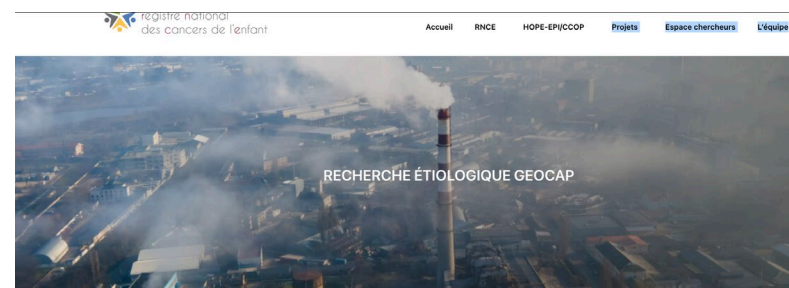 registre national
des cancers de l'enfant
Accueil RNCE HOPE-EPI/CCOP Projets Espace chercheurs L'équipe
RECHERCHE ÉTIOLOGIQUE GEOCAP